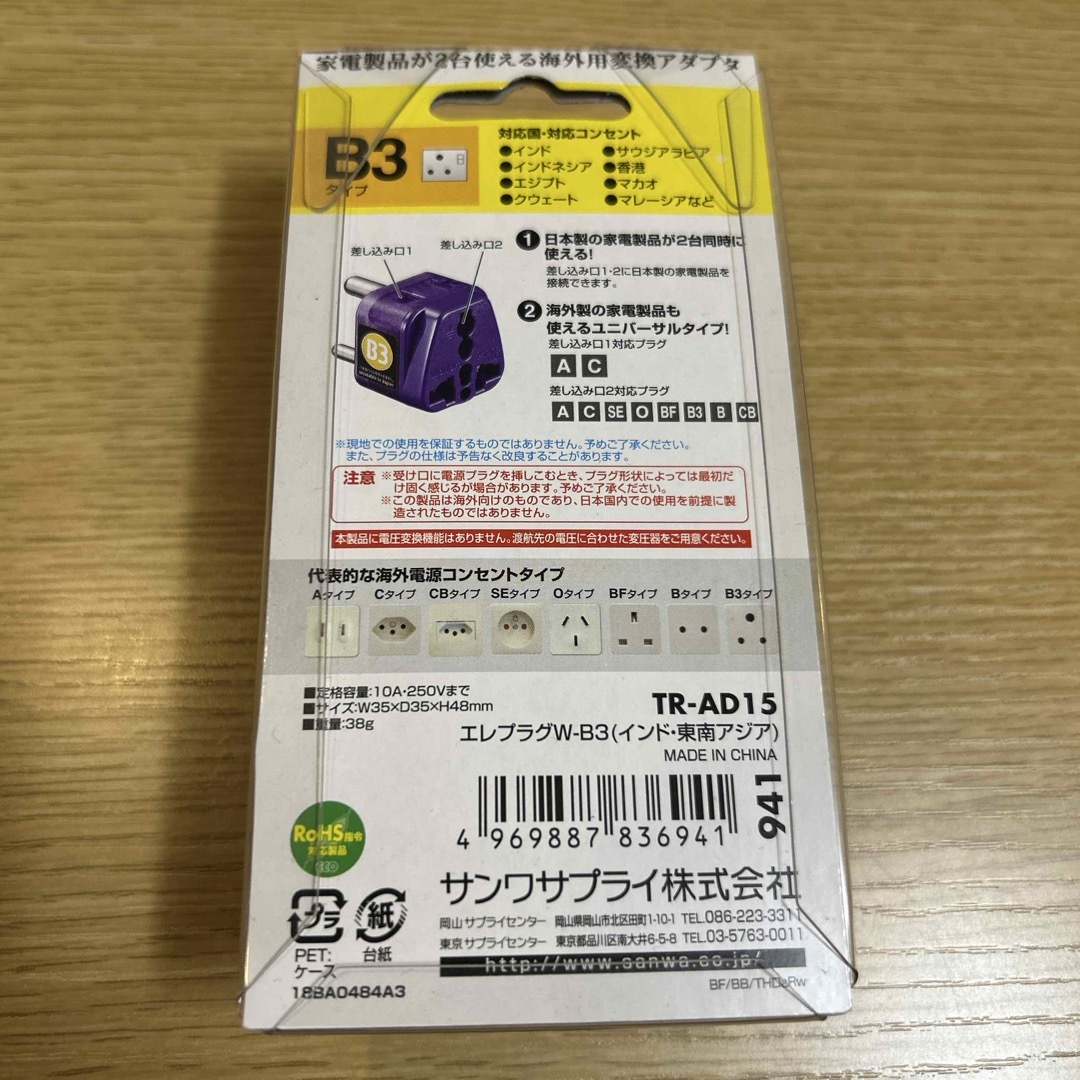 家電製品が2台使える海外用変換アダプタ
B3
タイプ
対応国・対応コンセント
●インド
●インドネシア
●エジプト
●クウェート
●サウジアラビア
●香港
●マカオ
●マレーシアなど
差し込み口1
差し込み口2
B3
❶日本製の家電製品が2台同時に
使える!
差し込み口1・2に日本製の家電製品を
接続できます。
❷海外製の家電製品も
使えるユニバーサルタイプ!
差し込み口1対応プラグ
A C
差し込み口2対応プラグ
A C SE O BF B3 B CB
※現地での使用を保証するものではありません。予めご了承ください。
また、プラグの仕様は予告なく改良することがあります。
注意 ※受け口に電源プラグを挿しこむとき、プラグ形状によっては最初だ
け固く感じるが場合があります。予めご了承ください。
※この製品は海外向けのものであり、日本国内での使用を前提に製
造されたものではありません。
本製品に電圧変換機能はありません。渡航先の電圧に合わせた変圧器をご用意ください。
代表的な海外電源コンセントタイプ
Aタイプ Cタイプ CBタイプ SEタイプ Oタイプ BFタイプ Bタイプ B3タイプ
■定格容量:10A・250Vまで
■サイズ:W35×D35×H48mm
■重量:38g
TR-AD15
エレプラグW-B3(インド・東南アジア)
MADE IN CHINA
4 969887 836941
941
RoHS指令
対応製品
ECO
プラ
紙
PET:
ケース
台紙
18BA0484A3
サンワサプライ株式会社
岡山サプライセンター 岡山県岡山市北区田町1-10-1 TEL.086-223-3311
東京サプライセンター 東京都品川区南大井6-5-8 TEL.03-5763-0011
http://www.sanwa.co.jp/
BF/BB/THDaRw